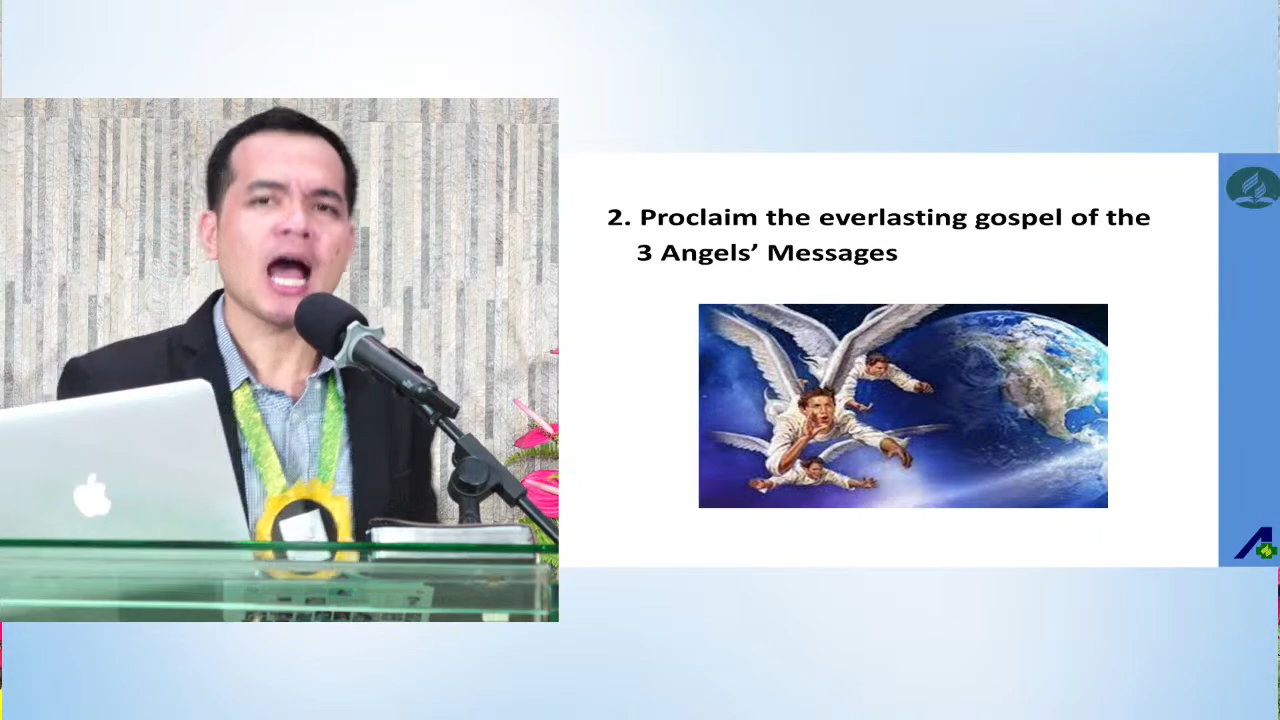 2. Proclaim the everlasting gospel of the
3 Angels’ Messages